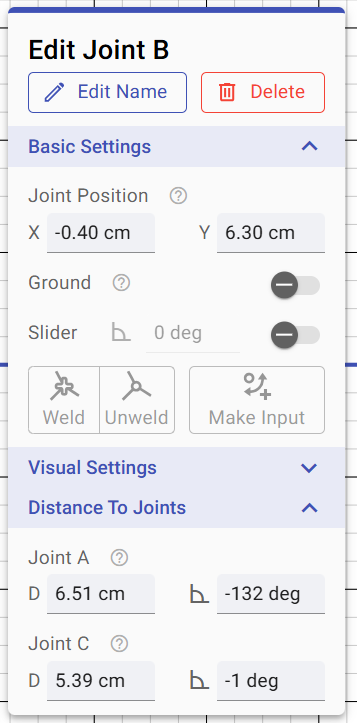 Edit Joint B
Edit Name Delete
Basic Settings
Joint Position ?
X -0.40 cm Y 6.30 cm
Ground ?
Slider 0 deg
Weld Unweld Make Input
Visual Settings
Distance To Joints
Joint A ?
D 6.51 cm -132 deg
Joint C ?
D 5.39 cm -1 deg